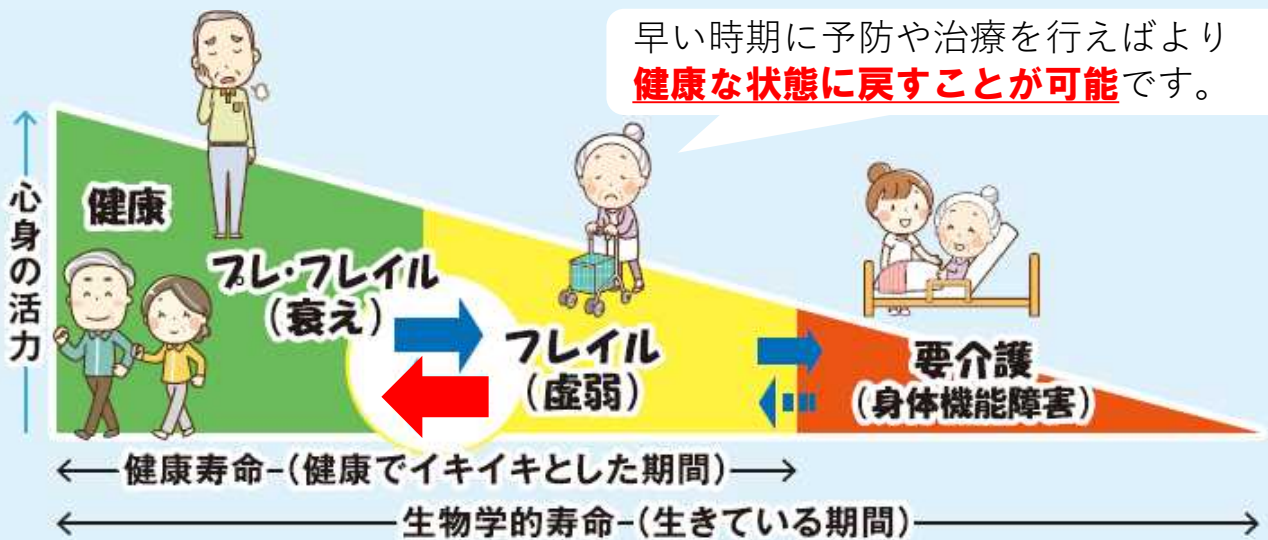 早い時期に予防や治療を行えばより
健康な状態に戻すことが可能です。
心身の活力
健康
プレ・フレイル
(衰え)
フレイル
(虚弱)
要介護
(身体機能障害)
健康寿命-(健康でイキイキとした期間)
生物学的寿命-(生きている期間)